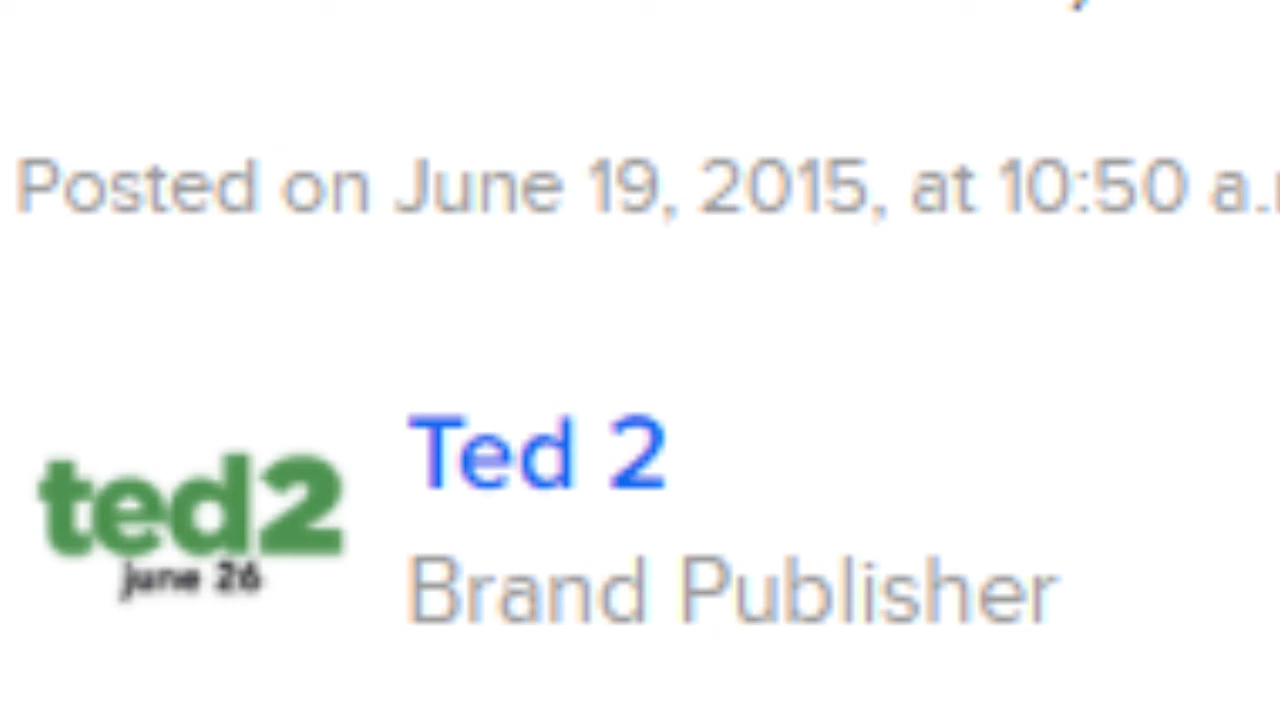 Posted on June 19, 2015, at 10:50 a.
ted2
june 26
Ted 2
Brand Publisher